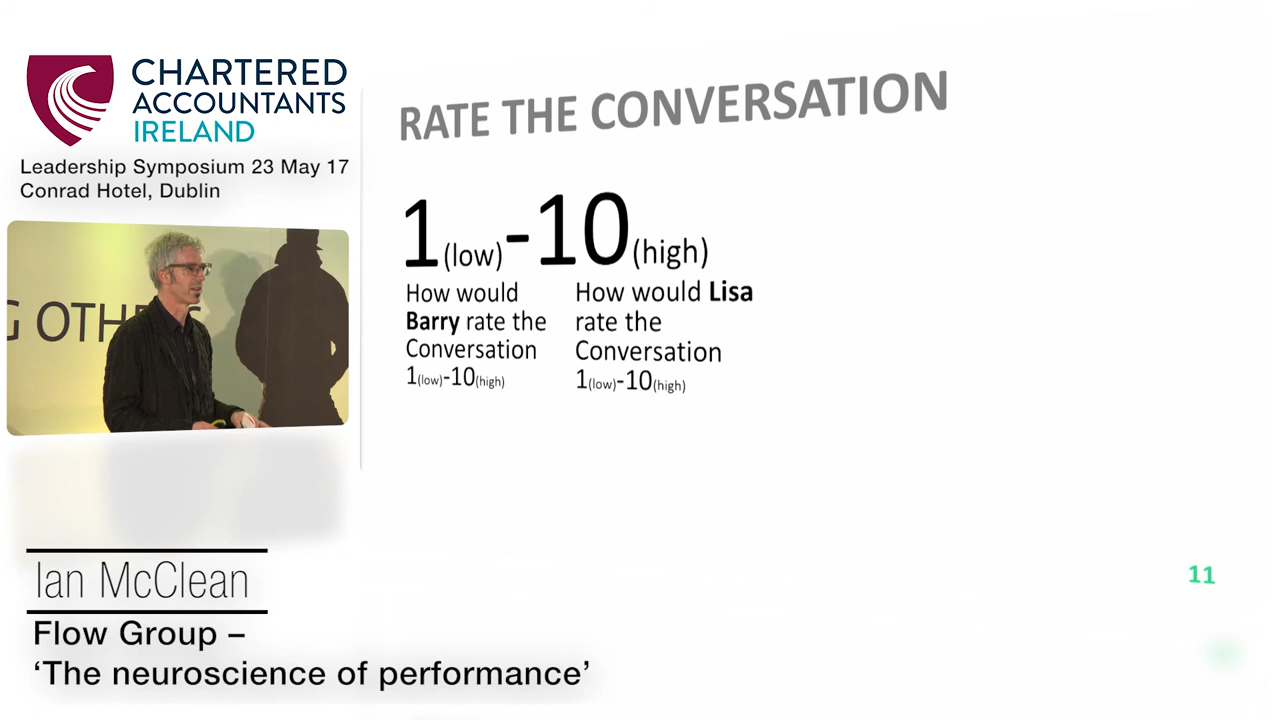 CHARTERED
ACCOUNTANTS
IRELAND
Leadership Symposium 23 May 17
Conrad Hotel, Dublin
G OTH
Ian McClean
Flow Group –
‘The neuroscience of performance’
RATE THE CONVERSATION
1(low)-10(high)
How would
Barry rate the
Conversation
1(low)-10(high)
How would Lisa
rate the
Conversation
1(low)-10(high)
11